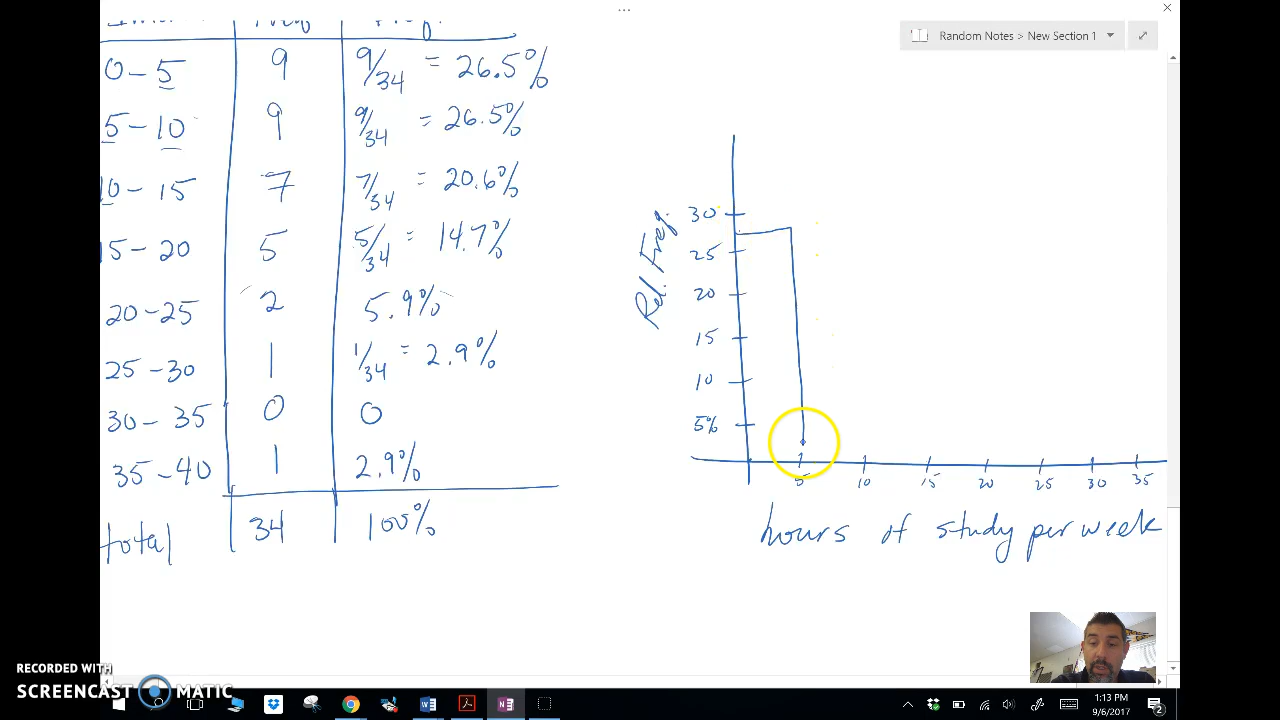 Random Notes > New Section 1
0-5 9 9/34 = 26.5%
5-10 9 9/34 = 26.5%
10-15 7 7/34 = 20.6%
15-20 5 5/34 = 14.7%
20-25 2 5.9%
25-30 1 1/34 = 2.9%
30-35 0 0
35-40 1 2.9%
total 34 100%
Rel. Freq.
30
25
20
15
10
5%
5 10 15 20 25 30 35
hours of study per week
RECORDED WITH
SCREENCAST MATIC
1:13 PM
9/6/2017
2